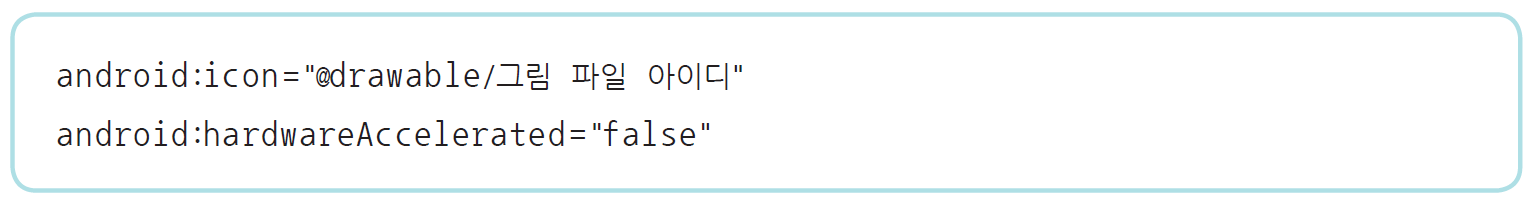 android:icon="@drawable/그림 파일 아이디"
android:hardwareAccelerated="false"